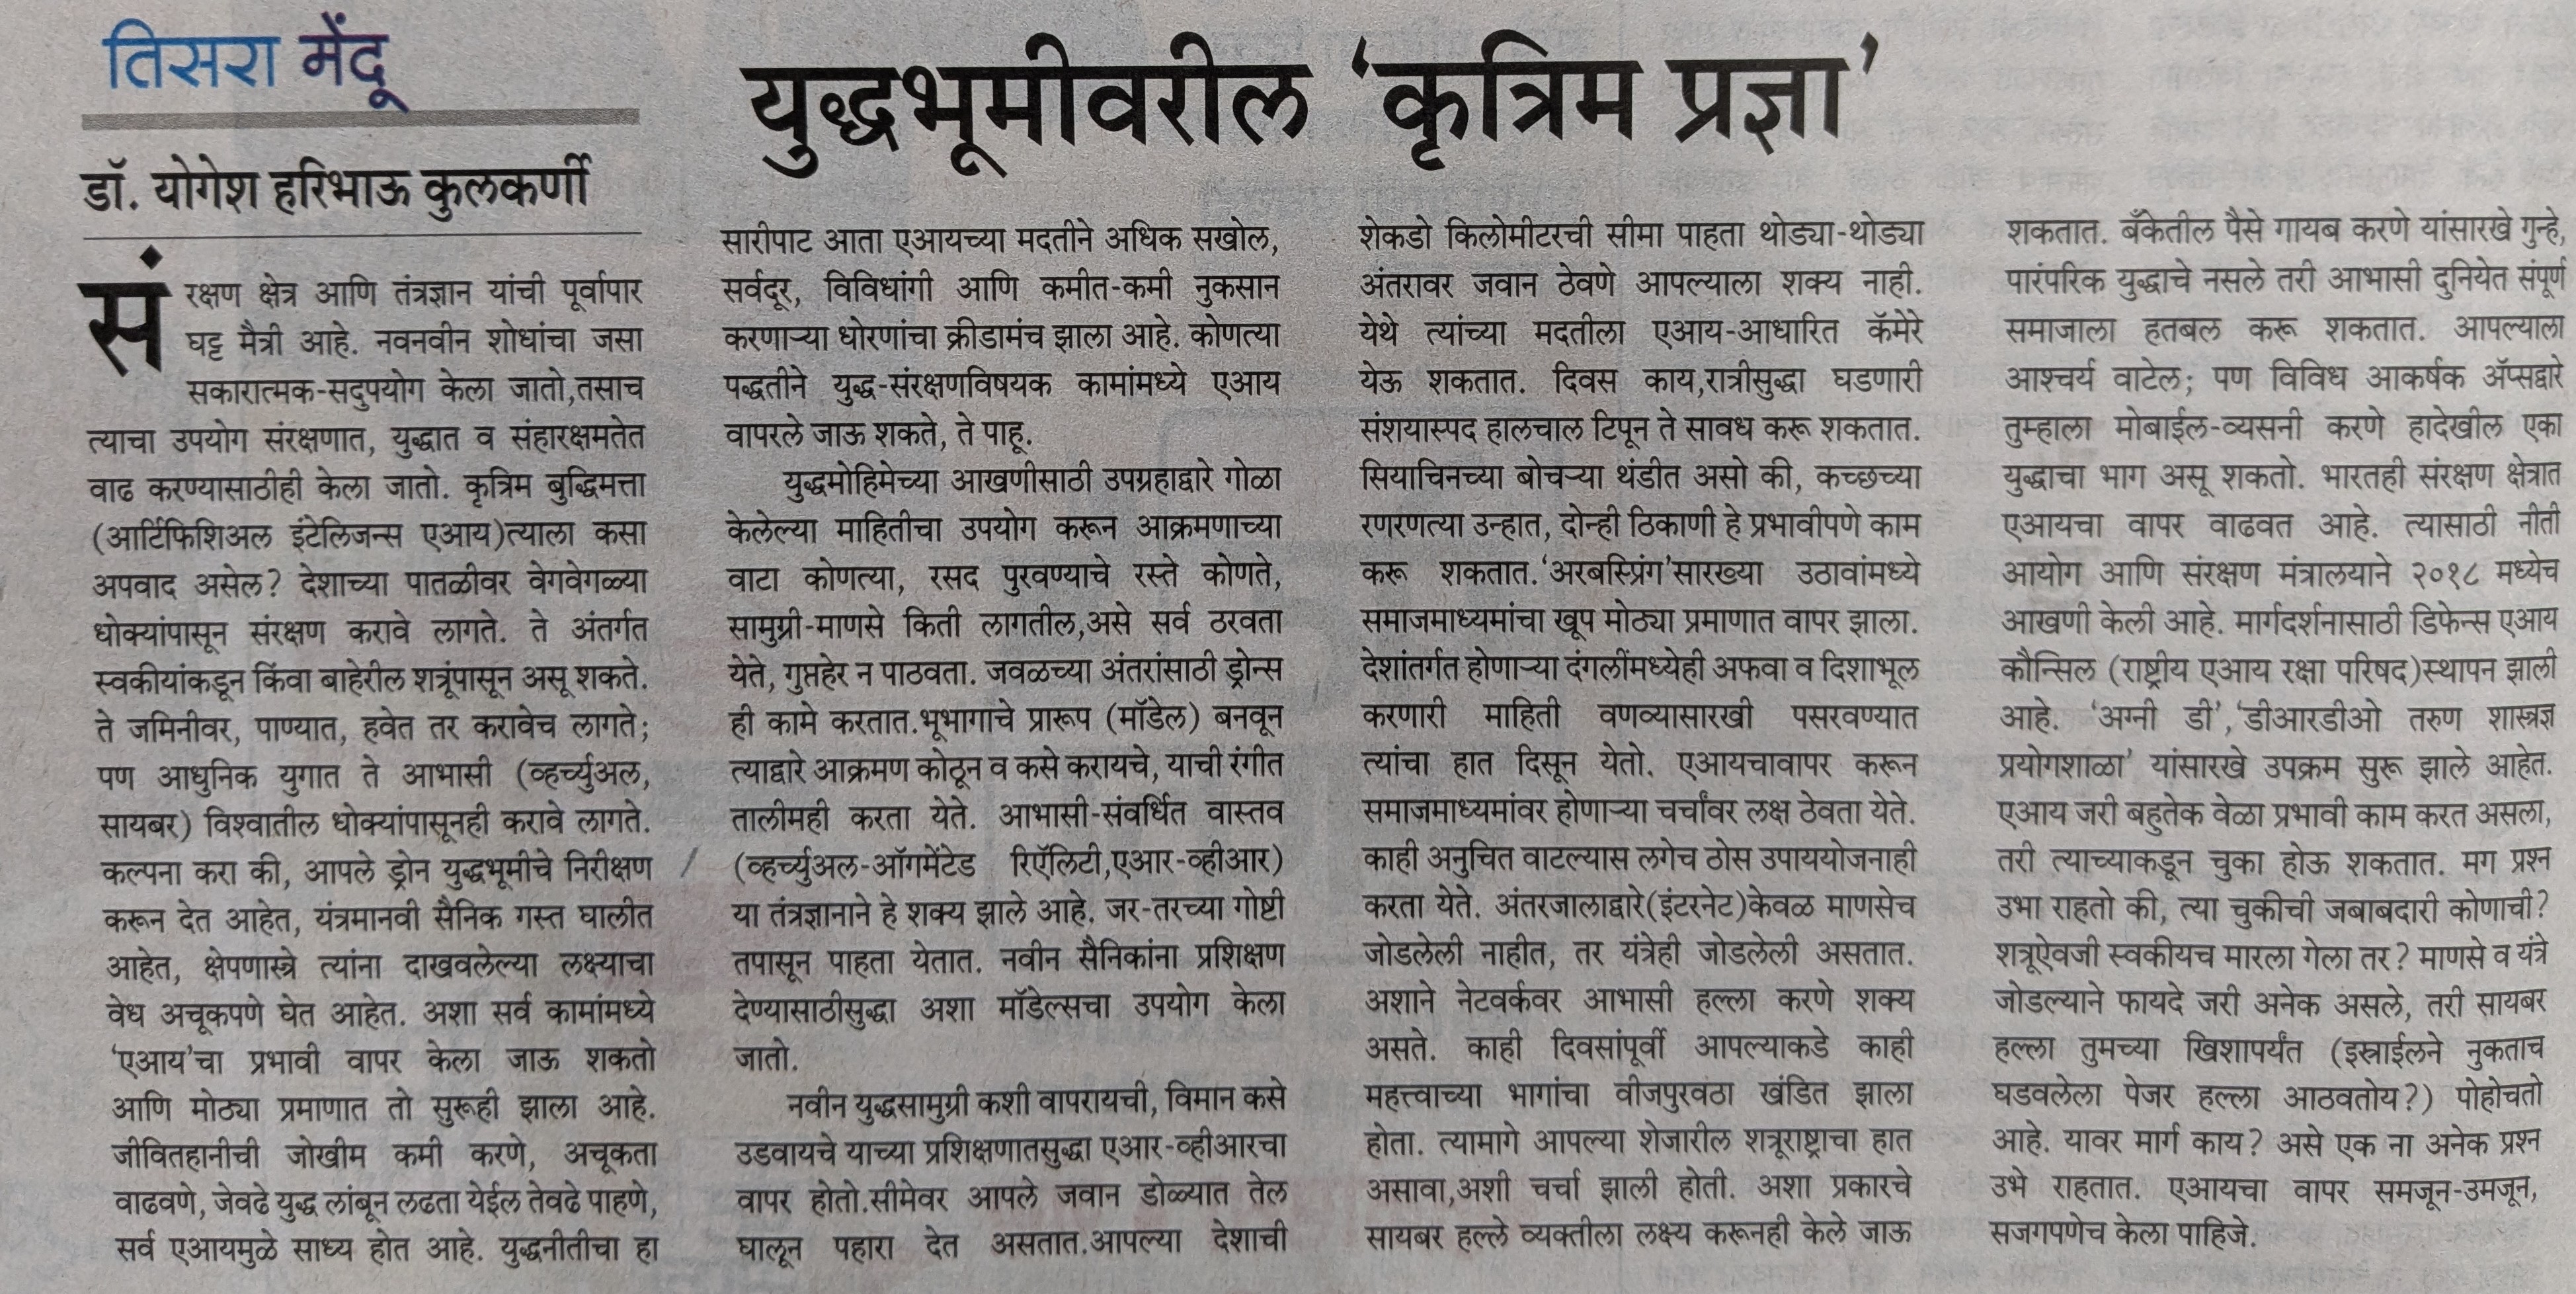 तिसरा मेंदू
युद्धभूमीवरील ‘कृत्रिम प्रज्ञा’
डॉ. योगेश हरिभाऊ कुलकर्णी
संरक्षण क्षेत्र आणि तंत्रज्ञान यांची पूर्वापार
घट्ट मैत्री आहे. नवनवीन शोधांचा जसा
सकारात्मक-सदुपयोग केला जातो,तसाच
त्याचा उपयोग संरक्षणात, युद्धात व संहारक्षमतेत
वाढ करण्यासाठीही केला जातो. कृत्रिम बुद्धिमत्ता
(आर्टिफिशिअल इंटेलिजन्स एआय)त्याला कसा
अपवाद असेल? देशाच्या पातळीवर वेगवेगळ्या
धोक्यांपासून संरक्षण करावे लागते. ते अंतर्गत
स्वकीयांकडून किंवा बाहेरील शत्रूंपासून असू शकते.
ते जमिनीवर, पाण्यात, हवेत तर करावेच लागते;
पण आधुनिक युगात ते आभासी (व्हर्च्युअल,
सायबर) विश्वातील धोक्यांपासूनही करावे लागते.
कल्पना करा की, आपले ड्रोन युद्धभूमीचे निरीक्षण
करून देत आहेत, यंत्रमानवी सैनिक गस्त घालीत
आहेत, क्षेपणास्त्रे त्यांना दाखवलेल्या लक्ष्याचा
वेध अचूकपणे घेत आहेत. अशा सर्व कामांमध्ये
‘एआय’चा प्रभावी वापर केला जाऊ शकतो
आणि मोठ्या प्रमाणात तो सुरूही झाला आहे.
जीवितहानीची जोखीम कमी करणे, अचूकता
वाढवणे, जेवढे युद्ध लांबून लढता येईल तेवढे पाहणे,
सर्व एआयमुळे साध्य होत आहे. युद्धनीतीचा हा
सारीपाट आता एआयच्या मदतीने अधिक सखोल,
सर्वदूर, विविधांगी आणि कमीत-कमी नुकसान
करणाऱ्या धोरणांचा क्रीडामंच झाला आहे. कोणत्या
पद्धतीने युद्ध-संरक्षणविषयक कामांमध्ये एआय
वापरले जाऊ शकते, ते पाहू.
युद्धमोहिमेच्या आखणीसाठी उपग्रहाद्वारे गोळा
केलेल्या माहितीचा उपयोग करून आक्रमणाच्या
वाटा कोणत्या, रसद पुरवण्याचे रस्ते कोणते,
सामुग्री-माणसे किती लागतील,असे सर्व ठरवता
येते, गुप्तहेर न पाठवता. जवळच्या अंतरांसाठी ड्रोन्स
ही कामे करतात.भूभागाचे प्रारूप (मॉडेल) बनवून
त्याद्वारे आक्रमण कोठून व कसे करायचे, याची रंगीत
तालीमही करता येते. आभासी-संवर्धित वास्तव
(व्हर्च्युअल-ऑगमेंटेड रिऍलिटी,एआर-व्हीआर)
या तंत्रज्ञानाने हे शक्य झाले आहे. जर-तरच्या गोष्टी
तपासून पाहता येतात. नवीन सैनिकांना प्रशिक्षण
देण्यासाठीसुद्धा अशा मॉडेल्सचा उपयोग केला
जातो.
नवीन युद्धसामुग्री कशी वापरायची, विमान कसे
उडवायचे याच्या प्रशिक्षणातसुद्धा एआर-व्हीआरचा
वापर होतो.सीमेवर आपले जवान डोळ्यात तेल
घालून पहारा देत असतात.आपल्या देशाची
शेकडो किलोमीटरची सीमा पाहता थोड्या-थोड्या
अंतरावर जवान ठेवणे आपल्याला शक्य नाही.
येथे त्यांच्या मदतीला एआय-आधारित कॅमेरे
येऊ शकतात. दिवस काय,रात्रीसुद्धा घडणारी
संशयास्पद हालचाल टिपून ते सावध करू शकतात.
सियाचिनच्या बोचऱ्या थंडीत असो की, कच्छच्या
रणरणत्या उन्हात, दोन्ही ठिकाणी हे प्रभावीपणे काम
करू शकतात.‘अरबस्प्रिंग’सारख्या उठावांमध्ये
समाजमाध्यमांचा खूप मोठ्या प्रमाणात वापर झाला.
देशांतर्गत होणाऱ्या दंगलींमध्येही अफवा व दिशाभूल
करणारी माहिती वणव्यासारखी पसरवण्यात
त्यांचा हात दिसून येतो. एआयचावापर करून
समाजमाध्यमांवर होणाऱ्या चर्चांवर लक्ष ठेवता येते.
काही अनुचित वाटल्यास लगेच ठोस उपाययोजनाही
करता येते. अंतरजालाद्वारे(इंटरनेट)केवळ माणसेच
जोडलेली नाहीत, तर यंत्रेही जोडलेली असतात.
अशाने नेटवर्कवर आभासी हल्ला करणे शक्य
असते. काही दिवसांपूर्वी आपल्याकडे काही
महत्त्वाच्या भागांचा वीजपुरवठा खंडित झाला
होता. त्यामागे आपल्या शेजारील शत्रूराष्ट्राचा हात
असावा,अशी चर्चा झाली होती. अशा प्रकारचे
सायबर हल्ले व्यक्तीला लक्ष्य करूनही केले जाऊ
शकतात. बँकेतील पैसे गायब करणे यांसारखे गुन्हे,
पारंपरिक युद्धाचे नसले तरी आभासी दुनियेत संपूर्ण
समाजाला हतबल करू शकतात. आपल्याला
आश्चर्य वाटेल; पण विविध आकर्षक ॲप्सद्वारे
तुम्हाला मोबाईल-व्यसनी करणे हादेखील एका
युद्धाचा भाग असू शकतो. भारतही संरक्षण क्षेत्रात
एआयचा वापर वाढवत आहे. त्यासाठी नीती
आयोग आणि संरक्षण मंत्रालयाने २०१८ मध्येच
आखणी केली आहे. मार्गदर्शनासाठी डिफेन्स एआय
कौन्सिल (राष्ट्रीय एआय रक्षा परिषद)स्थापन झाली
आहे. ‘अग्नी डी’,‘डीआरडीओ तरुण शास्त्रज्ञ
प्रयोगशाळा’ यांसारखे उपक्रम सुरू झाले आहेत.
एआय जरी बहुतेक वेळा प्रभावी काम करत असला,
तरी त्याच्याकडून चुका होऊ शकतात. मग प्रश्न
उभा राहतो की, त्या चुकीची जबाबदारी कोणाची?
शत्रूऐवजी स्वकीयच मारला गेला तर? माणसे व यंत्रे
जोडल्याने फायदे जरी अनेक असले, तरी सायबर
हल्ला तुमच्या खिशापर्यंत (इस्राईलने नुकताच
घडवलेला पेजर हल्ला आठवतोय?) पोहोचतो
आहे. यावर मार्ग काय? असे एक ना अनेक प्रश्न
उभे राहतात. एआयचा वापर समजून-उमजून,
सजगपणेच केला पाहिजे.